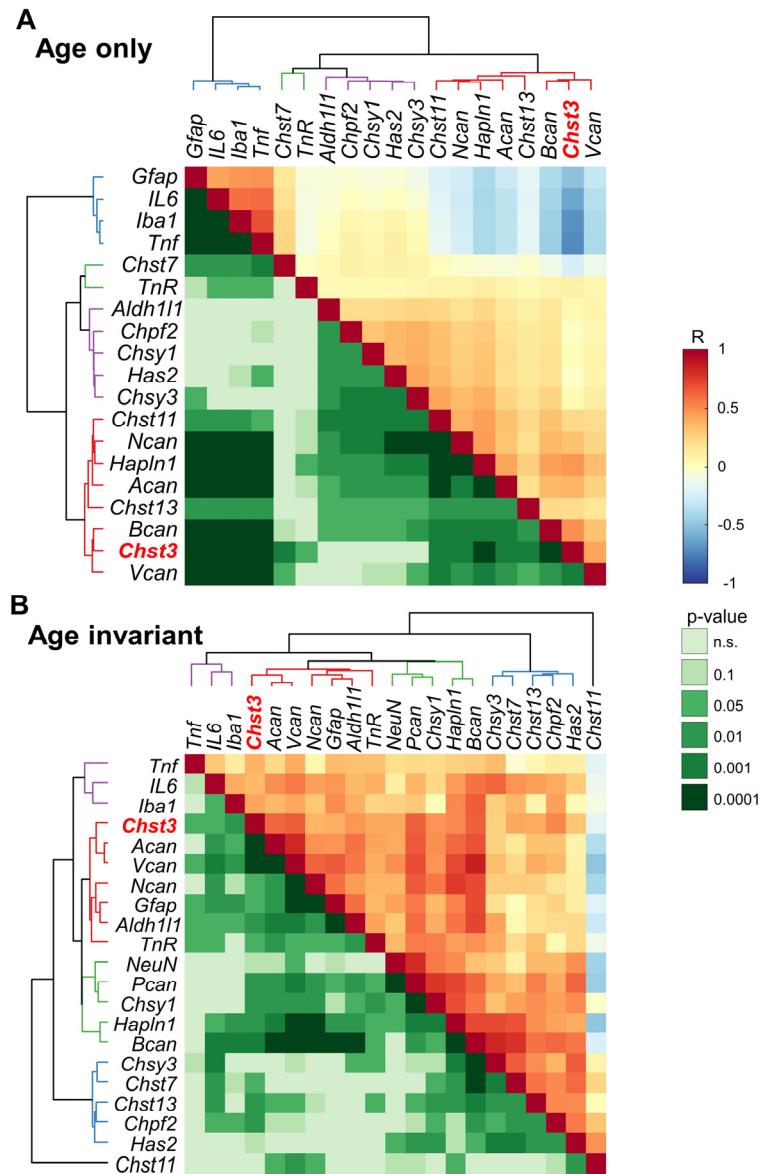 A
Age only
Gfap
IL6
Iba1
Tnf
Chst7
TnR
Aldh1l1
Chpf2
Chsy1
Has2
Chsy3
Chst11
Ncan
Hapln1
Acan
Chst13
Bcan
Chst3
Vcan
Gfap
IL6
Iba1
Tnf
Chst7
TnR
Aldh1l1
Chpf2
Chsy1
Has2
Chsy3
Chst11
Ncan
Hapln1
Acan
Chst13
Bcan
Chst3
Vcan
R
1
0.5
0
-0.5
-1
p-value
n.s.
0.1
0.05
0.01
0.001
0.0001
B
Age invariant
Tnf
IL6
Iba1
Chst3
Acan
Vcan
Ncan
Gfap
Aldh1l1
TnR
NeuN
Pcan
Chsy1
Hapln1
Bcan
Chsy3
Chst7
Chst13
Chpf2
Has2
Chst11
Tnf
IL6
Iba1
Chst3
Acan
Vcan
Ncan
Gfap
Aldh1l1
TnR
NeuN
Pcan
Chsy1
Hapln1
Bcan
Chsy3
Chst7
Chst13
Chpf2
Has2
Chst11